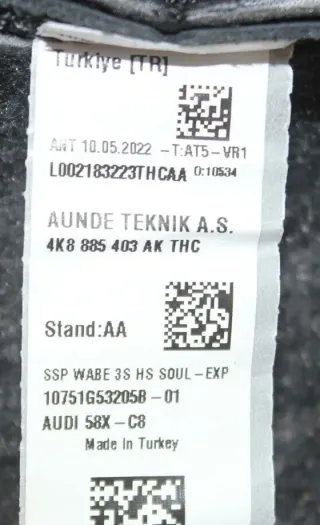 Türkiye [TR]
ANT 10.05.2022 -T:AT5-VR1
L002183223THCAA O:10534
AUNDE TEKNIK A.S.
4K8 885 403 AK THC
Stand:AA
SSP WABE 3S HS SOUL-EXP
10751G53205B-01
AUDI 58X-C8
Made In Turkey